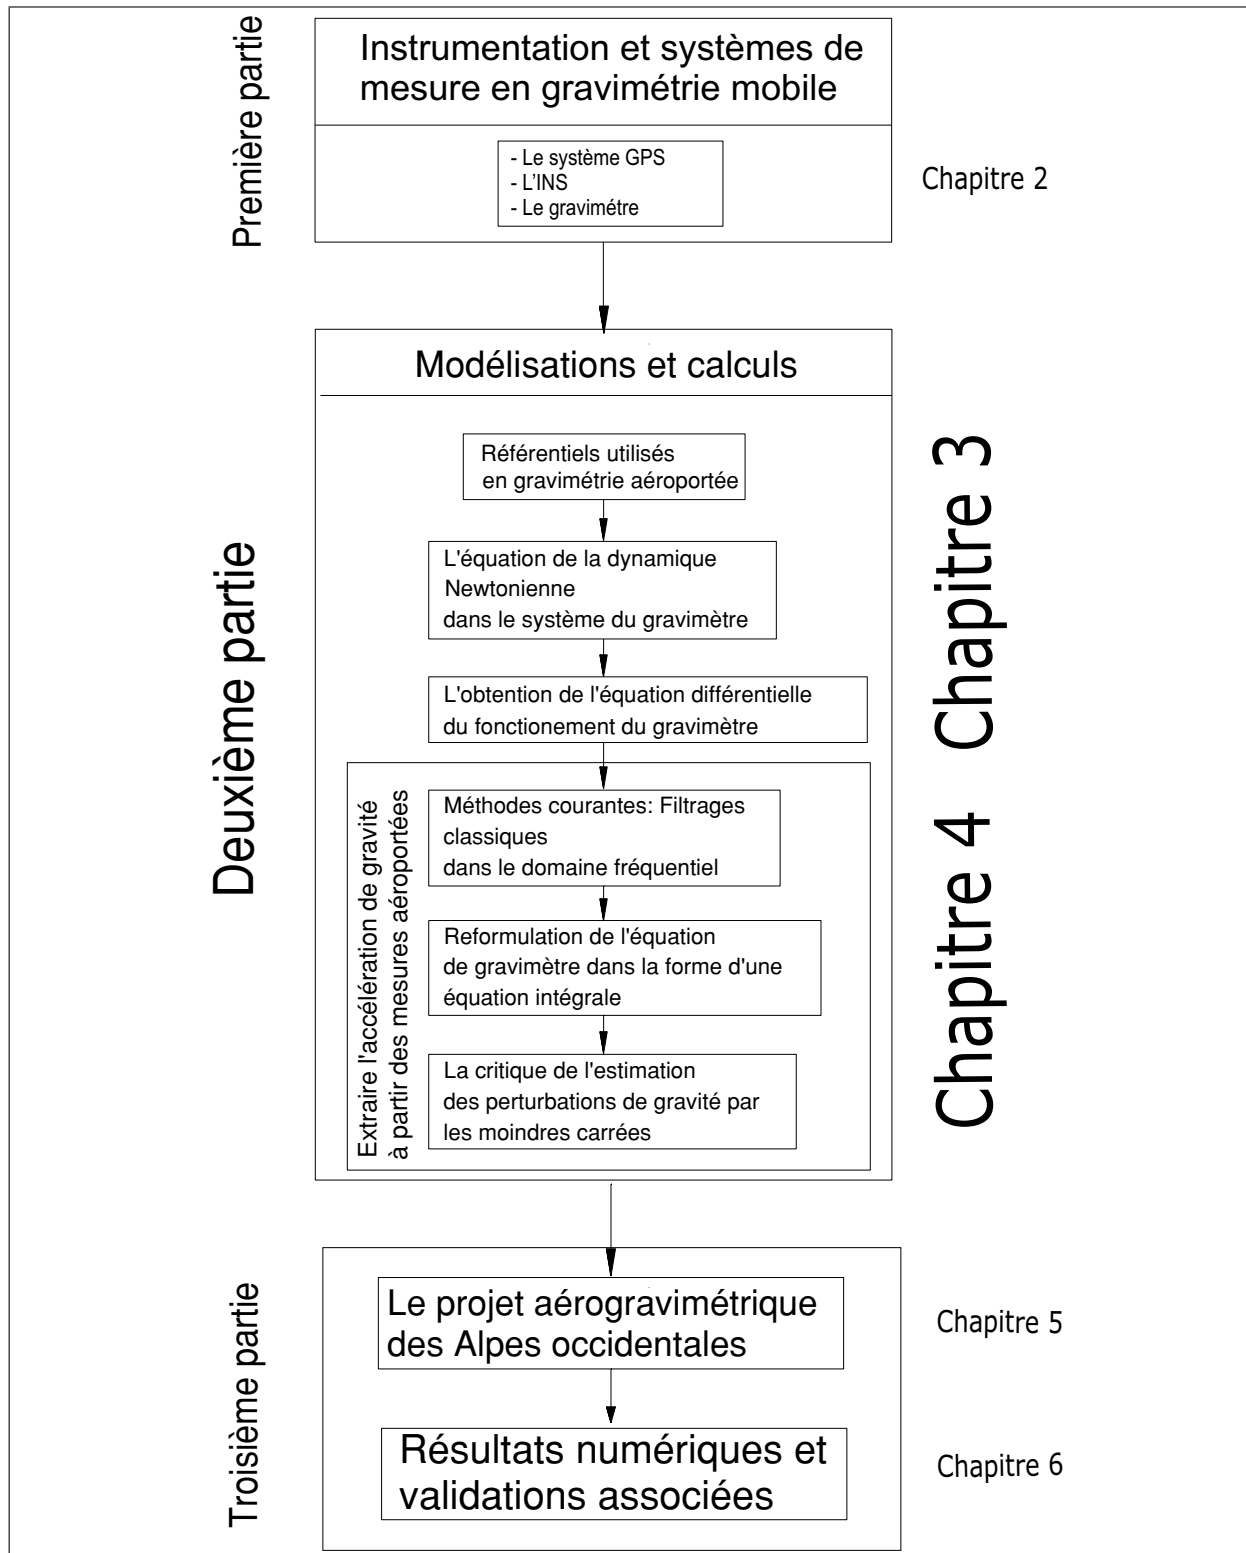 Première partie
Instrumentation et systèmes de
mesure en gravimétrie mobile
- Le système GPS
- L'INS
- Le gravimétre
Chapitre 2
Deuxième partie
Modélisations et calculs
Référentiels utilisés
en gravimétrie aéroportée
L'équation de la dynamique
Newtonienne
dans le système du gravimètre
L'obtention de l'équation différentielle
du fonctionement du gravimètre
Chapitre 3
Extraire l'accélération de gravité
à partir des mesures aéroportées
Méthodes courantes: Filtrages
classiques
dans le domaine fréquentiel
Reformulation de l'équation
de gravimètre dans la forme d'une
équation intégrale
La critique de l'estimation
des perturbations de gravité par
les moindres carrées
Chapitre 4
Troisième partie
Le projet aérogravimétrique
des Alpes occidentales
Chapitre 5
Résultats numériques et
validations associées
Chapitre 6